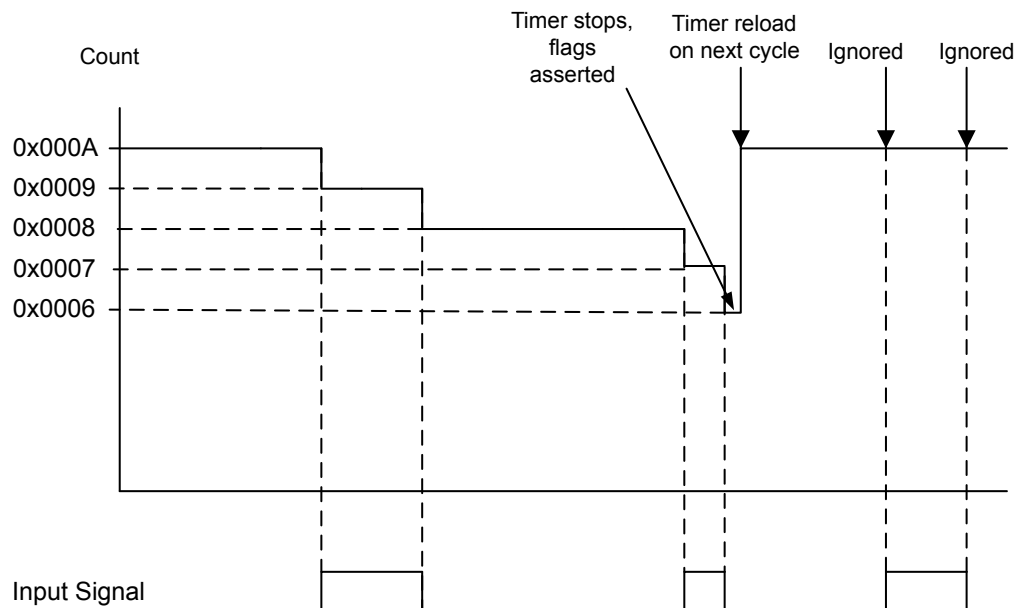 Timer stops,
flags
asserted
Timer reload
on next cycle
Ignored
Ignored
Count
0x000A
0x0009
0x0008
0x0007
0x0006
Input Signal